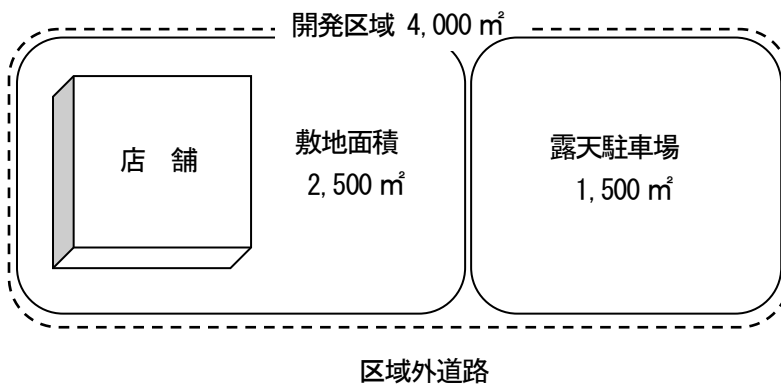 開発区域 4,000 ㎡
店 舗
敷地面積
2,500 ㎡
露天駐車場
1,500 ㎡
区域外道路